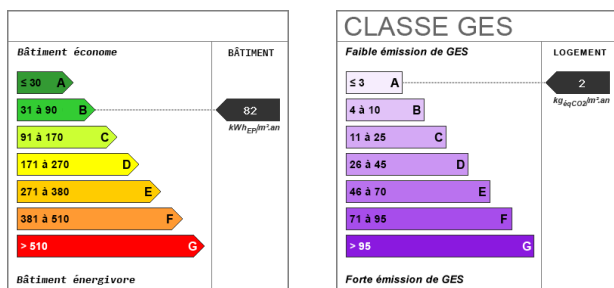 Bâtiment économe
BÂTIMENT
≤ 30 A
31 à 90 B
82
kWhEP/m².an
91 à 170 C
171 à 270 D
271 à 380 E
381 à 510 F
> 510 G
Bâtiment énergivore
CLASSE GES
Faible émission de GES
LOGEMENT
≤ 3 A
2
kgéqCO2/m².an
4 à 10 B
11 à 25 C
26 à 45 D
46 à 70 E
71 à 95 F
> 95 G
Forte émission de GES